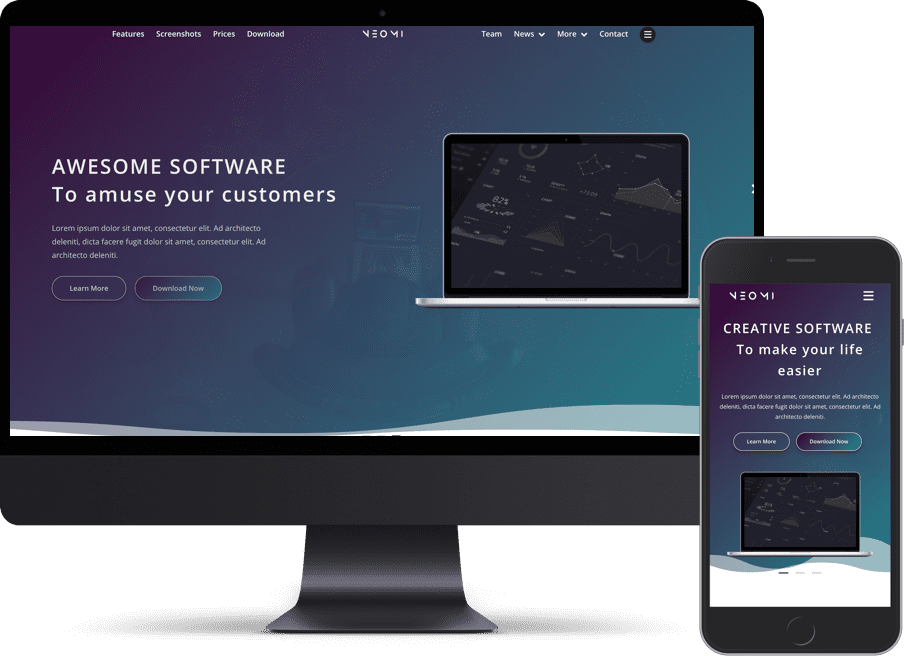 Features Screenshots Prices Download NEOMI Team News More Contact
AWESOME SOFTWARE
To amuse your customers
Lorem ipsum dolor sit amet, consectetur elit. Ad architecto
deleniti, dicta facere fugit dolor sit amet, consectetur elit. Ad
architecto deleniti.
Learn More Download Now
82%
NEOMI
CREATIVE SOFTWARE
To make your life
easier
Lorem ipsum dolor sit amet, consectetur elit. Ad architecto
deleniti, dicta facere fugit dolor sit amet, consectetur elit. Ad
architecto deleniti.
Learn More Download Now